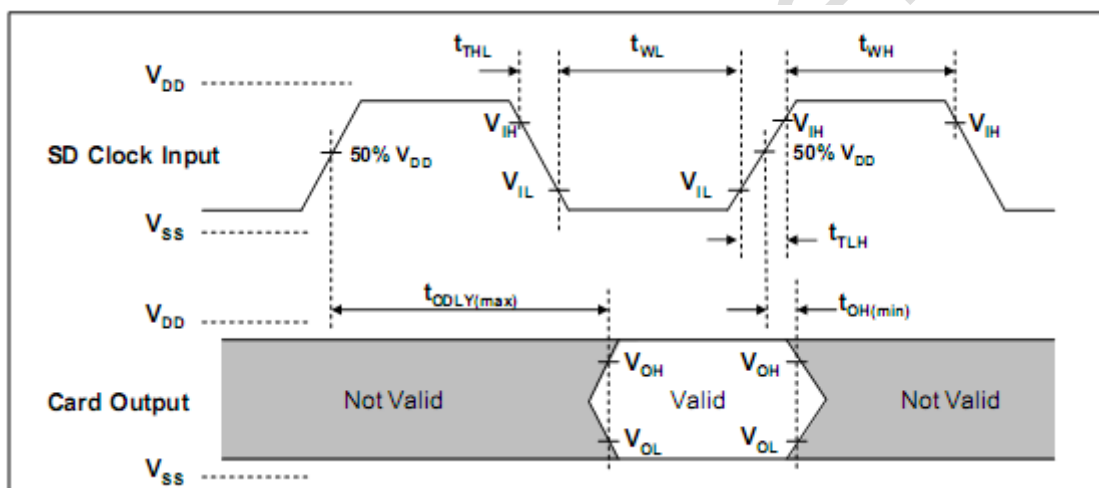 tTHL
tWL
tWH
VDD
VIH
VIH
VIH
SD Clock Input
50% VDD
50% VDD
VIL
VIL
VSS
tTLH
tODLY(max)
tOH(min)
VDD
VOH
VOH
Card Output
Not Valid
Valid
Not Valid
VOL
VOL
VSS